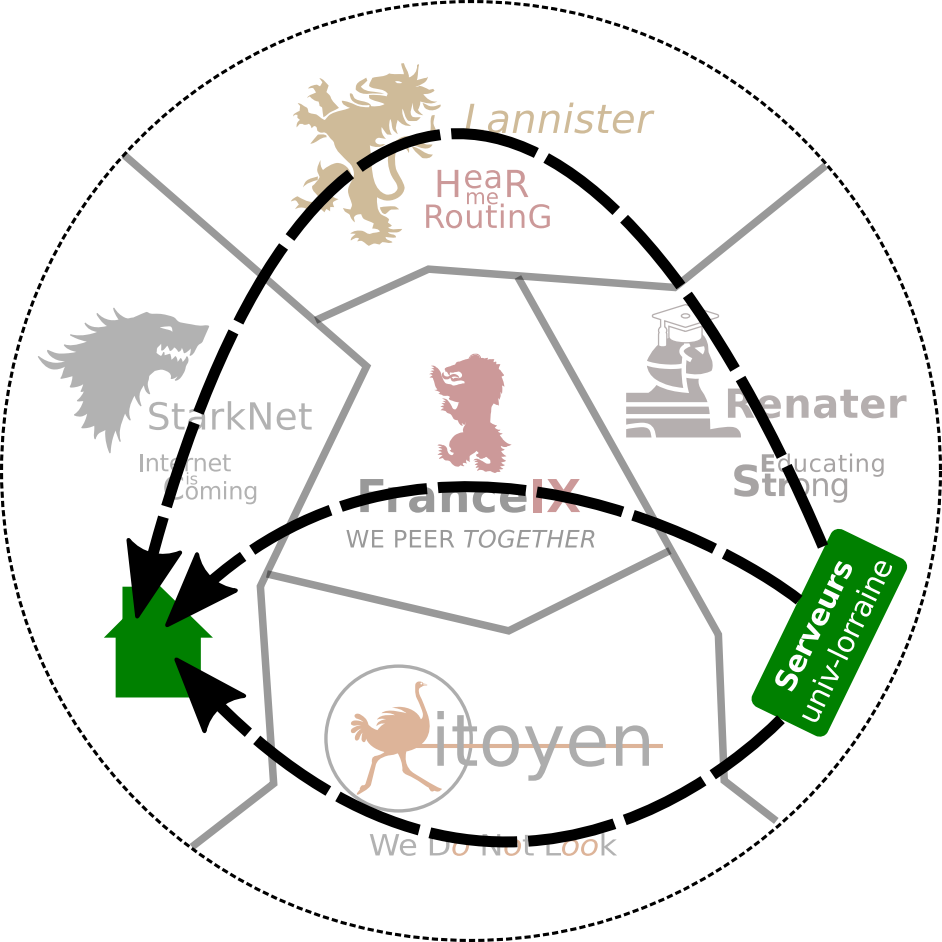 Lannister
HeaR
me
RoutinG
StarkNet
Internet
is
Coming
Renater
Educating
Strong
FranceIX
WE PEER TOGETHER
Serveurs
univ-lorraine
itoyen
We Do Not Look